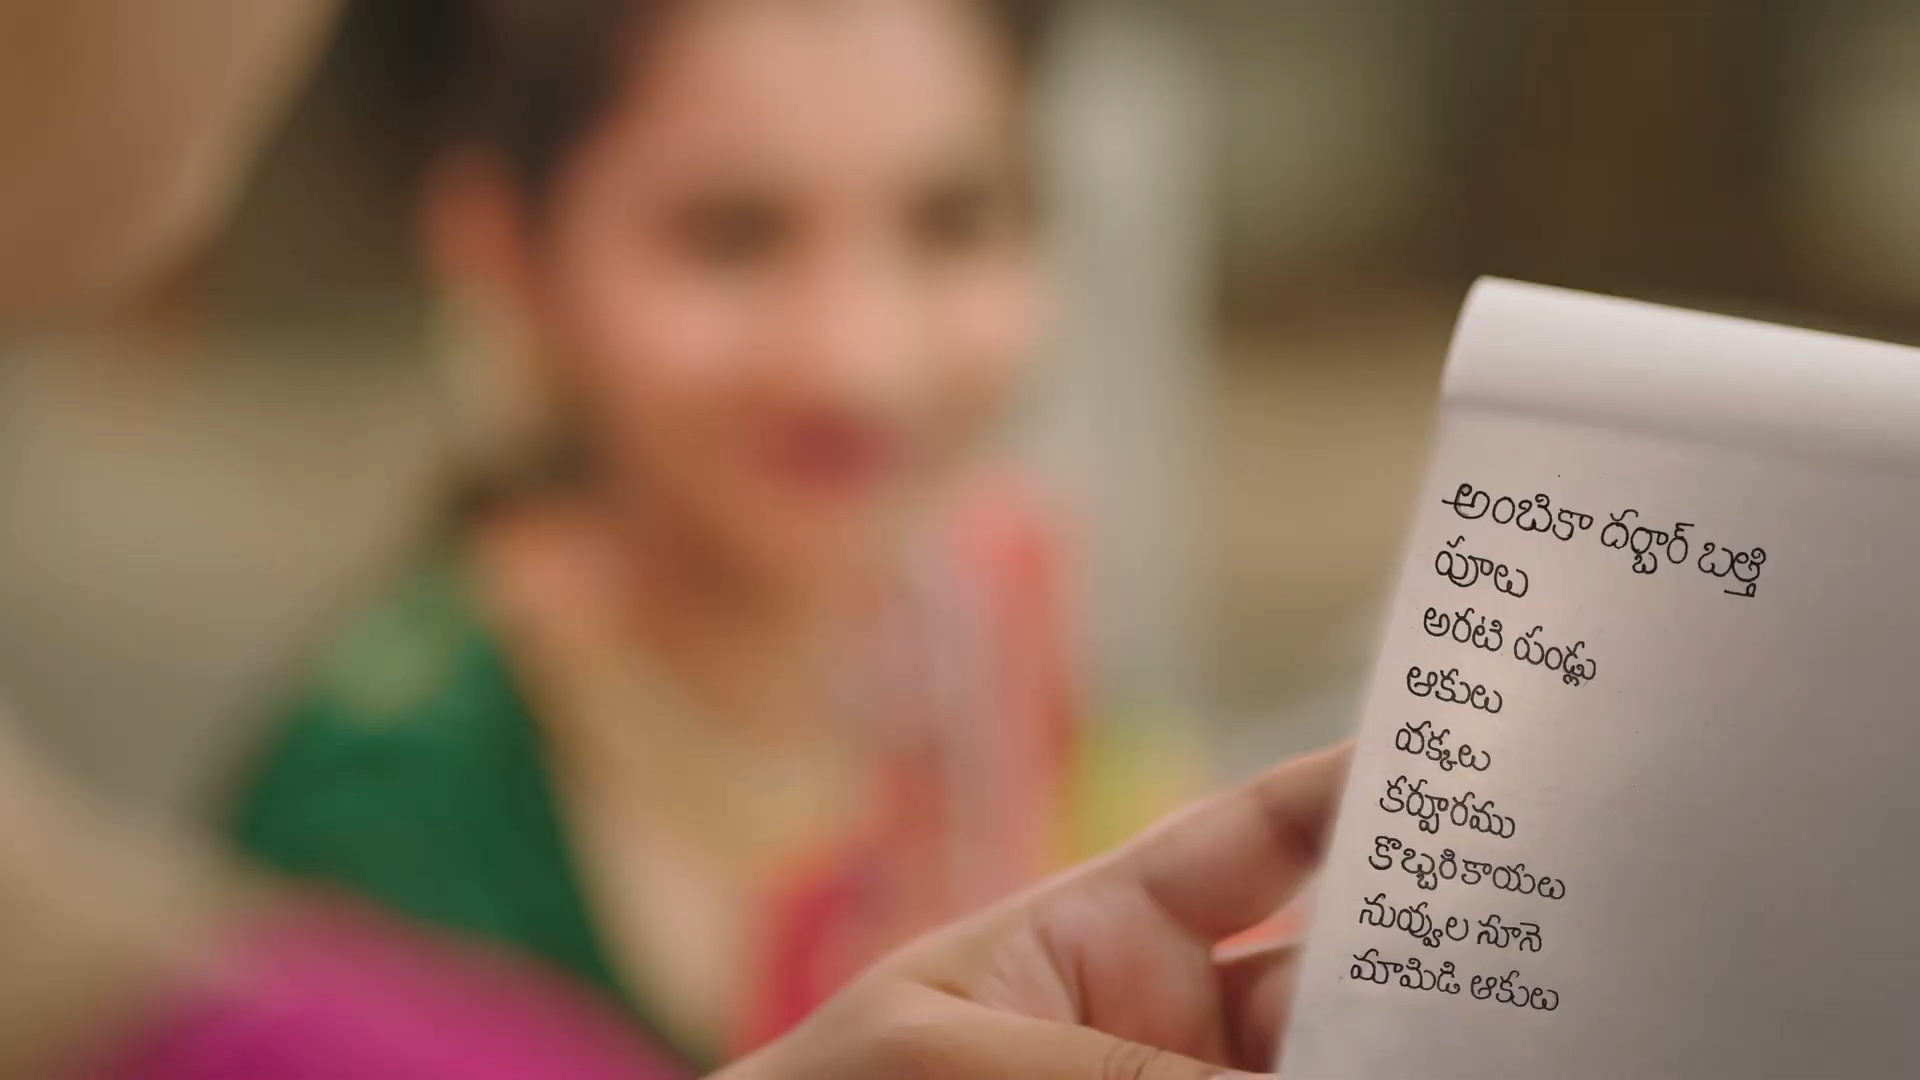 అంబికా దర్బార్ బత్తి
పూలు
అరటి పండ్లు
ఆకులు
వక్కలు
కర్పూరము
కొబ్బరికాయలు
నువ్వుల నూనె
మామిడి ఆకులు